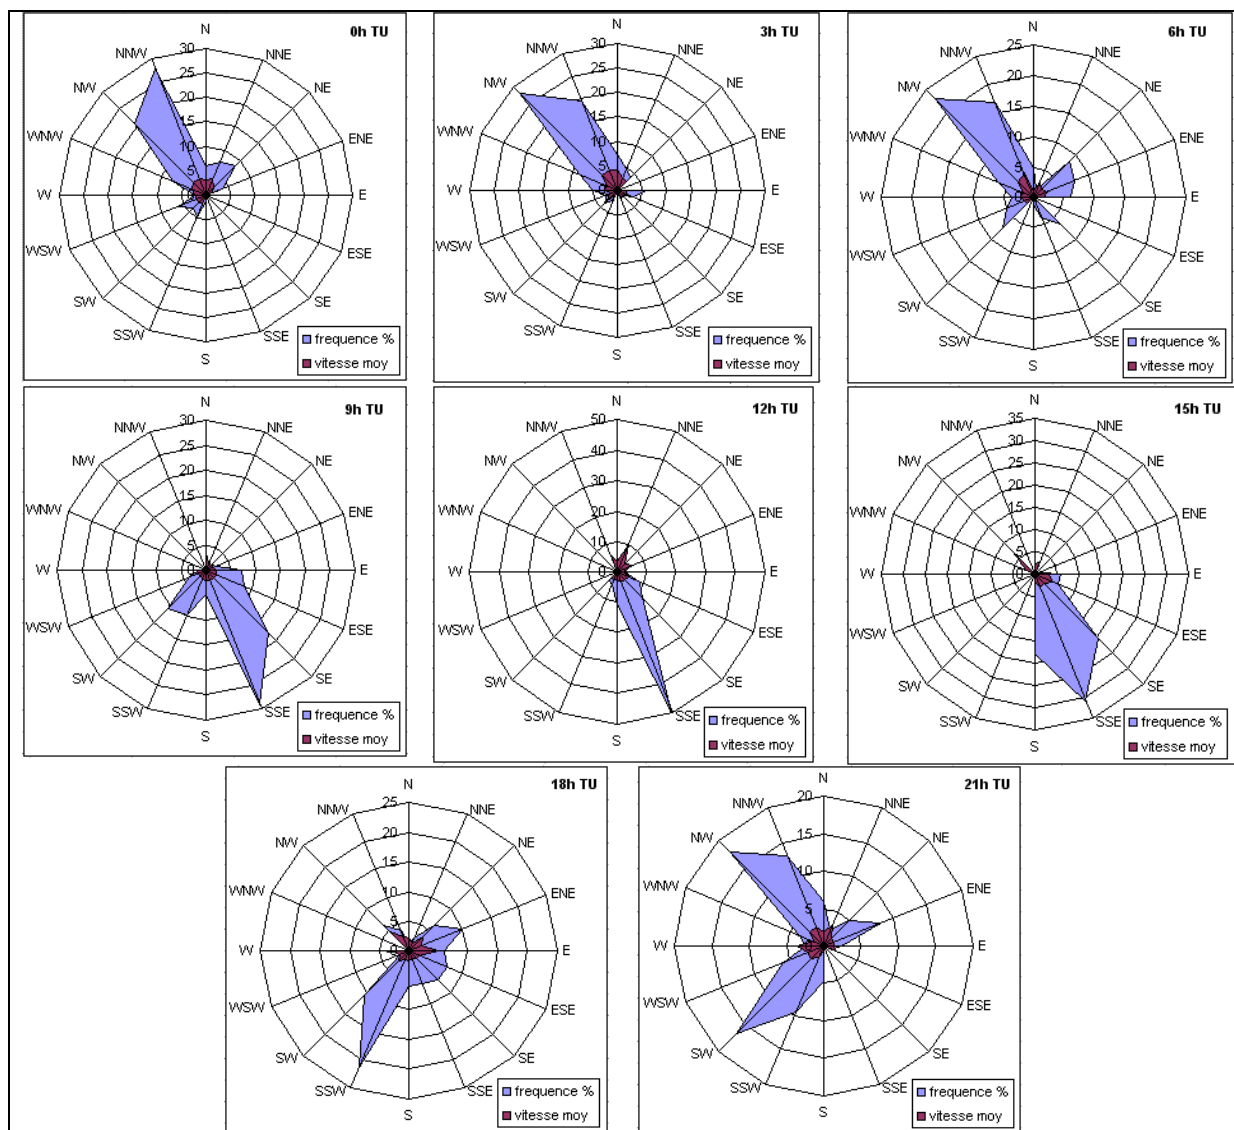 0h TU
N
NNE
NE
ENE
E
ESE
SE
SSE
S
SSW
SW
WSW
W
WNW
NW
NNW
30
25
20
15
10
5
0
frequence %
vitesse moy
3h TU
N
NNE
NE
ENE
E
ESE
SE
SSE
S
SSW
SW
WSW
W
WNW
NW
NNW
30
25
20
15
10
5
0
frequence %
vitesse moy
6h TU
N
NNE
NE
ENE
E
ESE
SE
SSE
S
SSW
SW
WSW
W
WNW
NW
NNW
25
20
15
10
5
0
frequence %
vitesse moy
9h TU
N
NNE
NE
ENE
E
ESE
SE
SSE
S
SSW
SW
WSW
W
WNW
NW
NNW
30
25
20
15
10
5
0
frequence %
vitesse moy
12h TU
N
NNE
NE
ENE
E
ESE
SE
SSE
S
SSW
SW
WSW
W
WNW
NW
NNW
50
40
30
20
10
0
frequence %
vitesse moy
15h TU
N
NNE
NE
ENE
E
ESE
SE
SSE
S
SSW
SW
WSW
W
WNW
NW
NNW
35
30
25
20
15
10
5
0
frequence %
vitesse moy
18h TU
N
NNE
NE
ENE
E
ESE
SE
SSE
S
SSW
SW
WSW
W
WNW
NW
NNW
25
20
15
10
5
0
frequence %
vitesse moy
21h TU
N
NNE
NE
ENE
E
ESE
SE
SSE
S
SSW
SW
WSW
W
WNW
NW
NNW
20
15
10
5
0
frequence %
vitesse moy